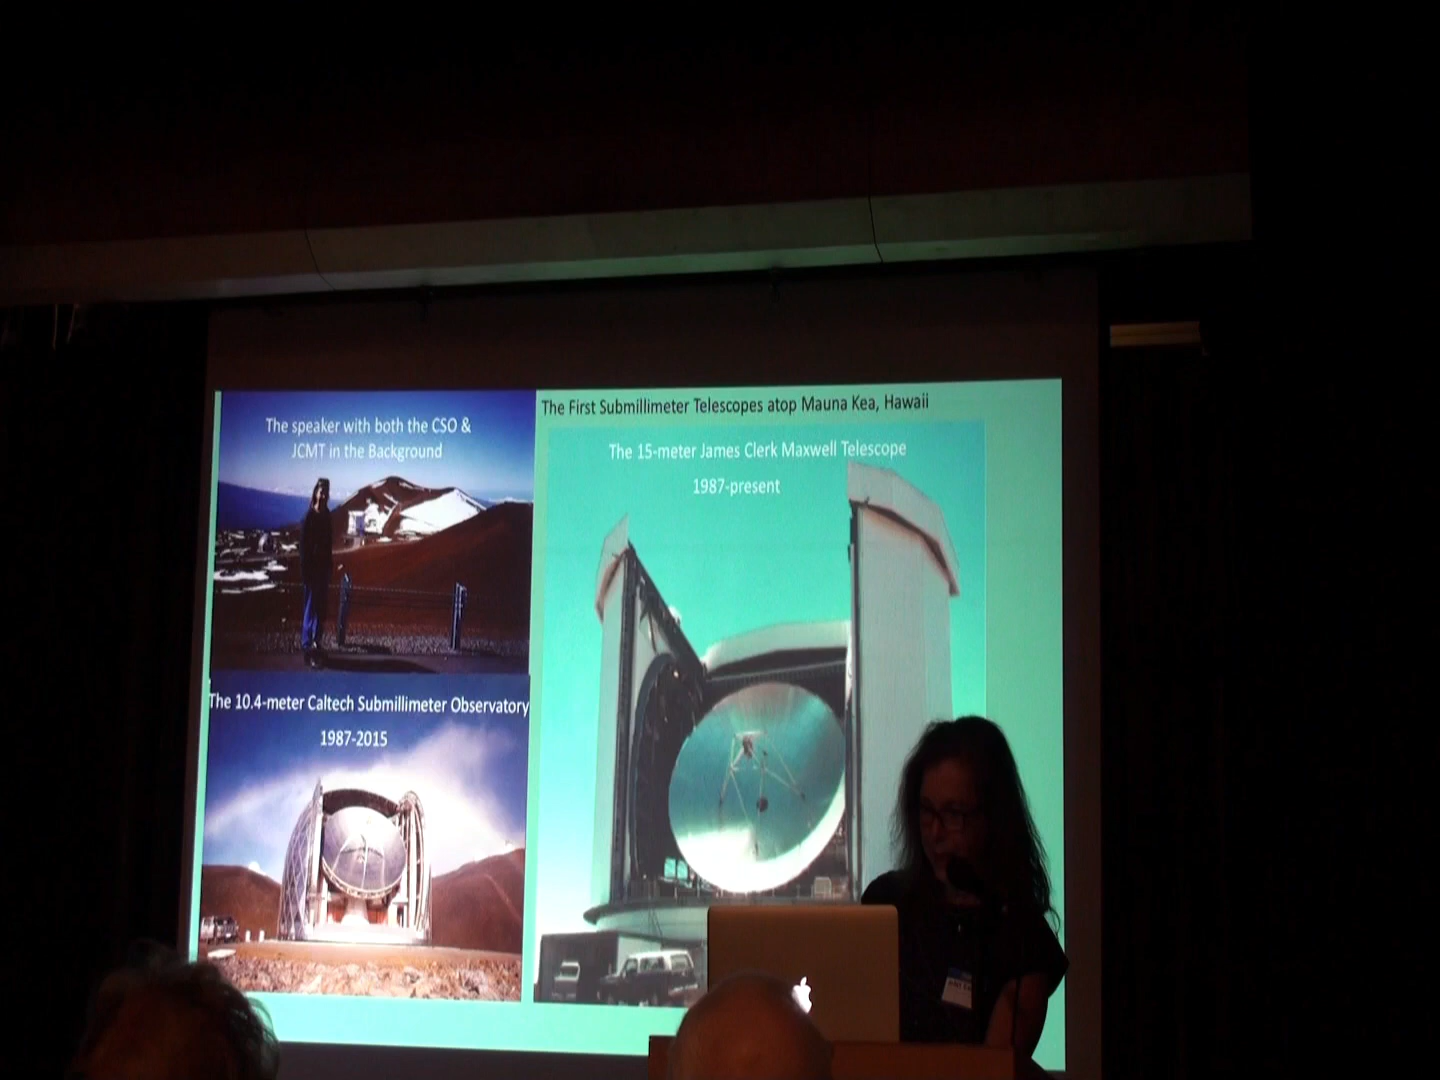 The speaker with both the CSO &
JCMT in the Background
The First Submillimeter Telescopes atop Mauna Kea, Hawaii
The 15-meter James Clerk Maxwell Telescope
1987-present
The 10.4-meter Caltech Submillimeter Observatory
1987-2015